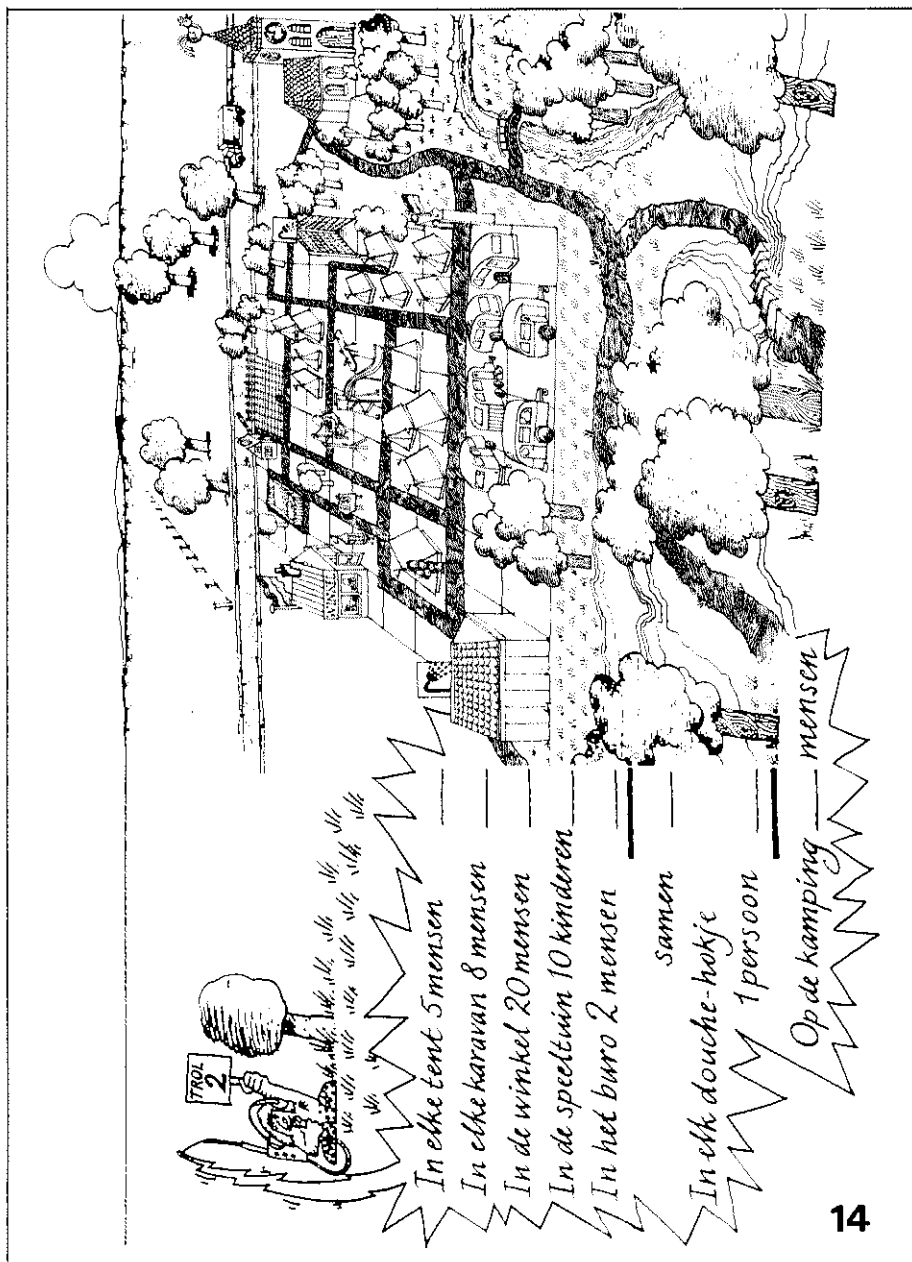 TROL
2
In elke tent 5 mensen
In elke karavan 8 mensen
In de winkel 20 mensen
In de speeltuin 10 kinderen
In het buro 2 mensen
samen
In elk douche-hokje
1 persoon
Op de kamping mensen
14